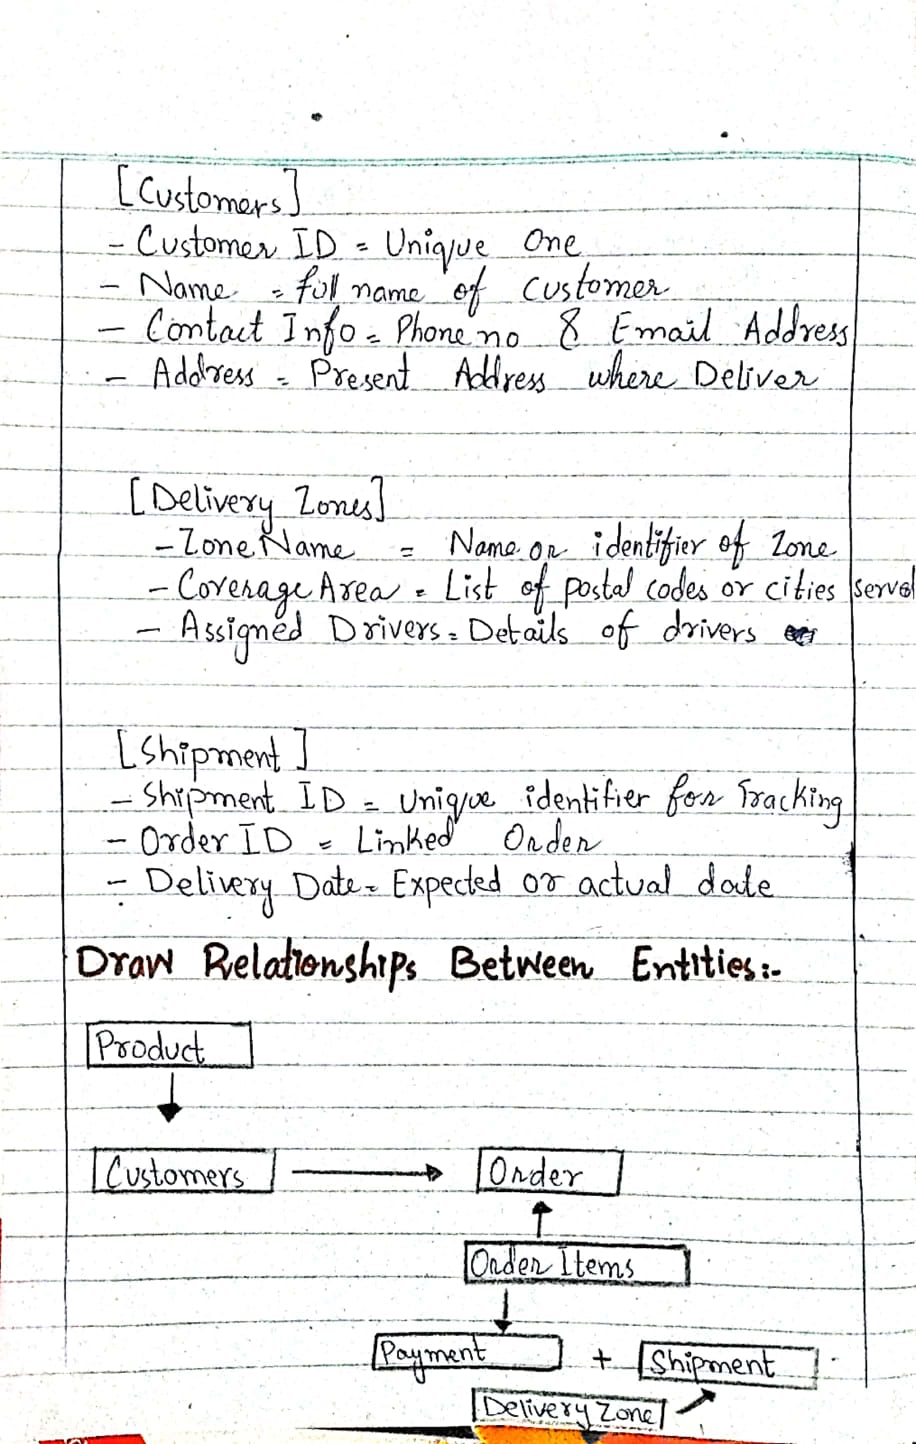 [Customers]
- Customer ID = Unique One
- Name = full name of customer
- Contact Info = Phone no & Email Address
- Address = Present Address where Deliver
[Delivery Zones]
- Zone Name = Name or identifier of Zone
- Coverage Area = List of postal codes or cities served
- Assigned Drivers = Details of drivers
[Shipment]
- Shipment ID = Unique identifier for Tracking
- Order ID = Linked Order
- Delivery Date = Expected or actual date
Draw Relationships Between Entities:-
Product
Customers
Order
Order Items
Payment + Shipment
Delivery Zone